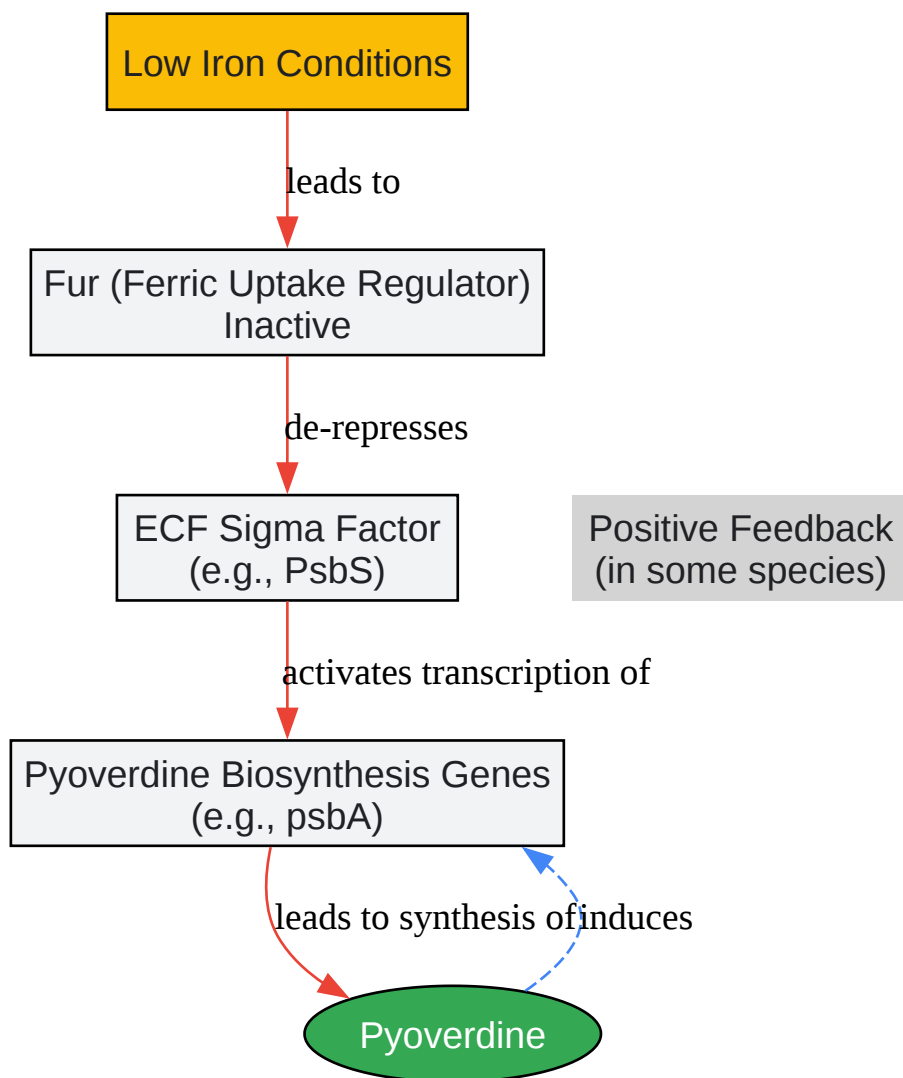 Low Iron Conditions
leads to
Fur (Ferric Uptake Regulator)
Inactive
de-represses
ECF Sigma Factor
(e.g., PsbS)
Positive Feedback
(in some species)
activates transcription of
Pyoverdine Biosynthesis Genes
(e.g., psbA)
leads to synthesis of
induces
Pyoverdine